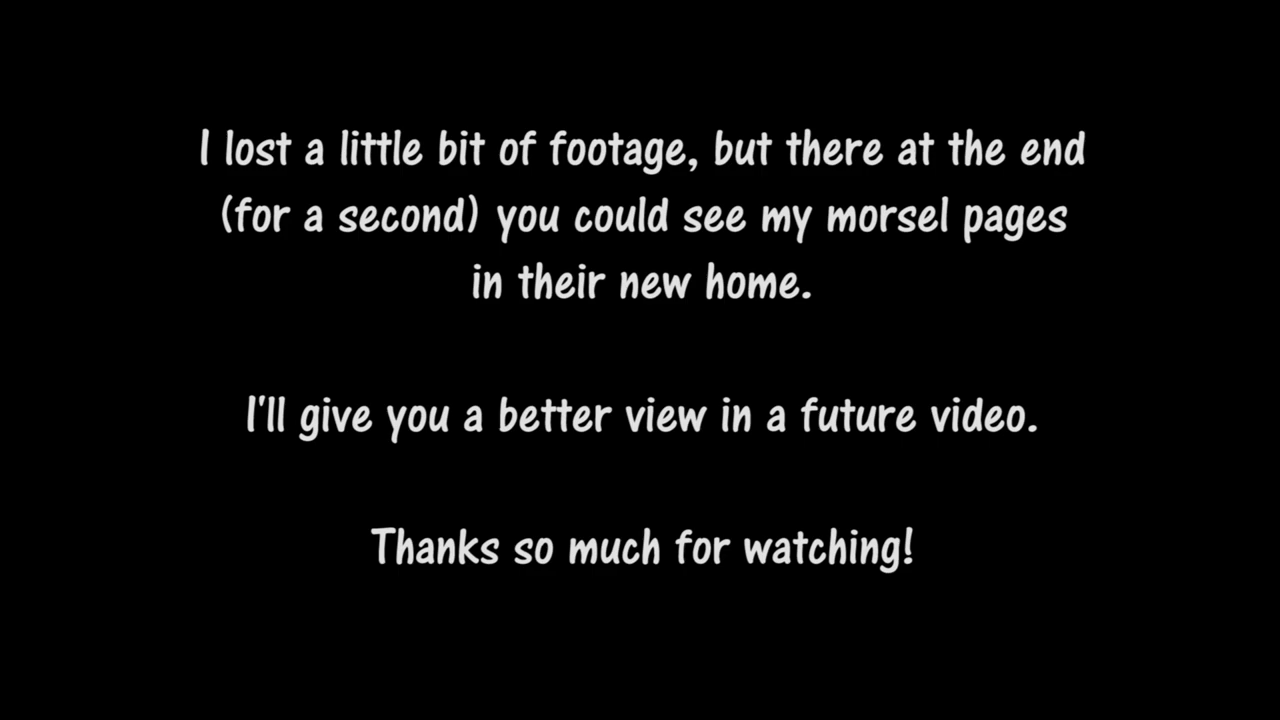 I lost a little bit of footage, but there at the end
(for a second) you could see my morsel pages
in their new home.
I'll give you a better view in a future video.
Thanks so much for watching!